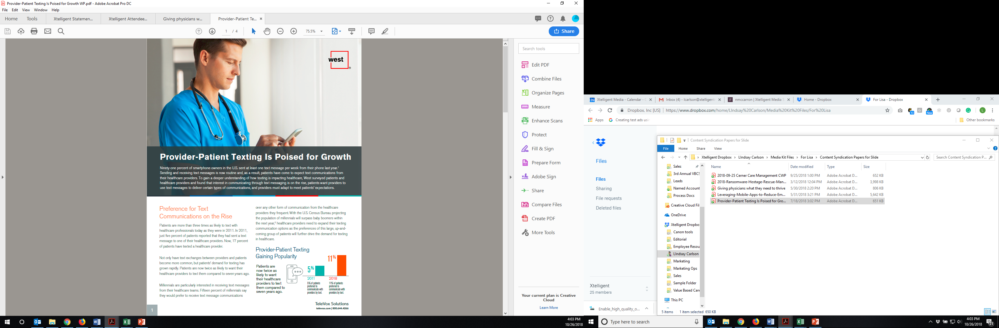 Provider-Patient Texting Is Poised for Growth WP.pdf - Adobe Acrobat Pro DC
File Edit View Window Help
Home Tools Xtelligent Statemen... Xtelligent Attendee... Giving physicians w... Provider-Patient Te... ×
1 / 4 75.5% Share
west®
Provider-Patient Texting Is Poised for Growth
Ninety-one percent of smartphone owners in the U.S. sent at least one text message per week from their phone last year.¹
Sending and receiving text messages is now routine and, as a result, patients have come to expect text communications from
their healthcare providers. To gain a deeper understanding of how texting is impacting healthcare, West surveyed patients and
healthcare providers and found that interest in communicating through text messaging is on the rise, patients want providers to
use text messages to deliver certain types of communications, and providers must adapt to meet patients' expectations.
Preference for Text
Communications on the Rise
Patients are more than three times as likely to text with
healthcare professionals today as they were in 2011. In 2011,
just five percent of patients reported that they had sent a text
message to one of their healthcare providers. Now, 17 percent
of patients have texted a healthcare provider.
Not only have text exchanges between providers and patients
become more common, but patients' demand for texting has
grown rapidly. Patients are now twice as likely to want their
healthcare providers to text them compared to seven years ago.
Millennials are particularly interested in receiving text messages
from their healthcare teams. Fifteen percent of millennials say
they would prefer to receive text message communications
over any other form of communication from the healthcare
providers they frequent. With the U.S. Census Bureau projecting
the population of millennials will surpass baby boomers within
the next year,² healthcare providers need to expand their texting
communication options as the preferences of this large, up-and-
coming group of patients will further drive the demand for texting
in healthcare.
Provider-Patient Texting
Gaining Popularity
Patients are
now twice as
likely to want
their healthcare
providers to text
them compared to
seven years ago.
5%
2011
5% of patients
preferred to
communicate with
providers by text.
11%
2018
11% of patients
preferred to
communicate with
providers by text.
TeleVox Solutions
televox.com | 800.644.4266
1
Search tools
Edit PDF
Combine Files
Organize Pages
Measure
Enhance Scans
Protect
Fill & Sign
Prepare Form
Adobe Sign
Share
Compare Files
Create PDF
More Tools
Your current plan is Creative
Cloud
Learn More
4:03 PM
10/26/2018
26 Xtelligent Media - Calendar - Inbox (4) - lcarlson@xtelligent # nmccarron | Xtelligent Media Home - Dropbox For Lisa - Dropbox
Dropbox, Inc [US] | https://www.dropbox.com/home/LIndsay%20Carlson/Media%20Kit%20Files/For%20Lisa 13 G New L
Apps Creating test ads usin Other bookmarks
Files
Files
Sharing
File requests
Deleted files
Xtelligent
25 members
Enable_high_quality_o...
Content Syndication Papers for Slide
File Home Share View
Xtelligent Dropbox LIndsay Carlson Media Kit Files For Lisa Content Syndication Papers for Slide Search Content Syndication P...
Sales
3rd Annual VBCS
Leads
Named Account
Process Docs
Creative Cloud Fil
OneDrive
Xtelligent Dropbo
Canon tools
Editorial
Employee Resou
LIndsay Carlson
Marketing
Marketing Ops
Sales
Sample Folder
Value Based Care
This PC
Name Date modified Type Size
2018-09-25 Cerner Care Management CWP 9/25/2018 1:00 PM Adobe Acrobat D... 652 KB
2018-Ransomware-Hostage-Rescue-Man... 3/12/2018 12:04 PM Adobe Acrobat D... 3,998 KB
Giving physicians what they need to thrive 5/30/2018 2:20 PM Adobe Acrobat D... 806 KB
Leveraging-Mobile-Apps-to-Reduce-Em... 5/31/2018 3:21 PM Adobe Acrobat D... 5,642 KB
Provider-Patient Texting Is Poised for Gro... 7/18/2018 3:02 PM Adobe Acrobat D... 651 KB
5 items 1 item selected 650 KB
Type here to search
4:03 PM
10/26/2018
21